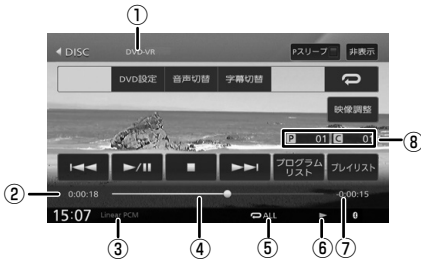 ①
◀ DISC DVD-VR Pスリープ 非表示
DVD設定 音声切替 字幕切替
映像調整
P 01 C 01 ⑧
プログラムリスト プレイリスト
② 0:00:18 -0:00:15
15:07 Linear PCM ALL
③ ④ ⑤ ⑥ ⑦